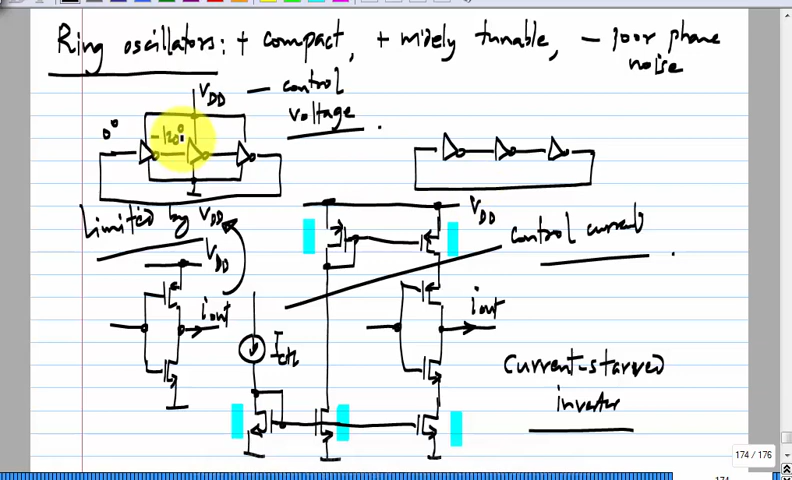 Ring oscillators: + compact, + widely tunable, - poor phase
noise
VDD - control
voltage
0°
-120°
Limited by VDD
VDD
control current
VDD
iout
Ictl
iout
Current-starved
inverter
174 / 176
174